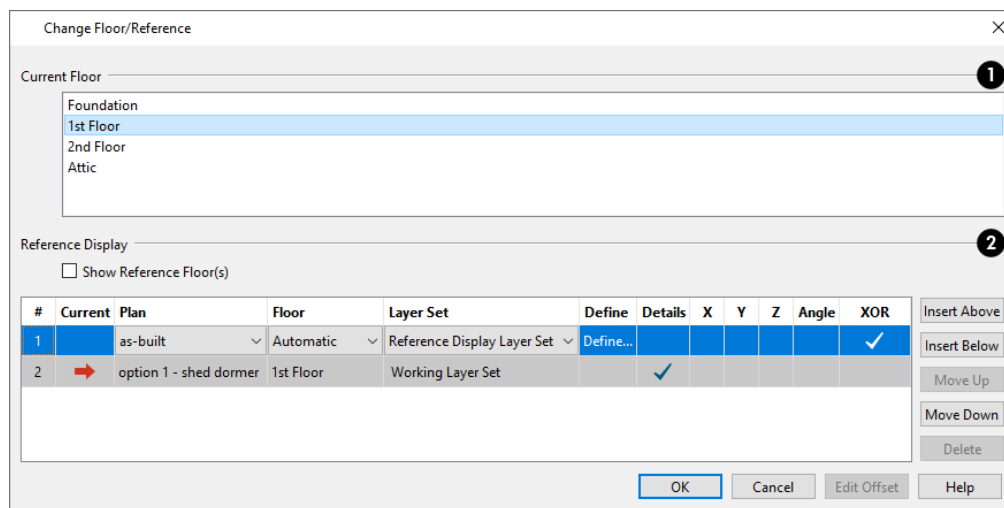 Change Floor/Reference
Current Floor
1
Foundation
1st Floor
2nd Floor
Attic
Reference Display
2
Show Reference Floor(s)
# Current Plan Floor Layer Set Define Details X Y Z Angle XOR
1 as-built Automatic Reference Display Layer Set Define...
2 option 1 - shed dormer 1st Floor Working Layer Set
Insert Above
Insert Below
Move Up
Move Down
Delete
OK Cancel Edit Offset Help